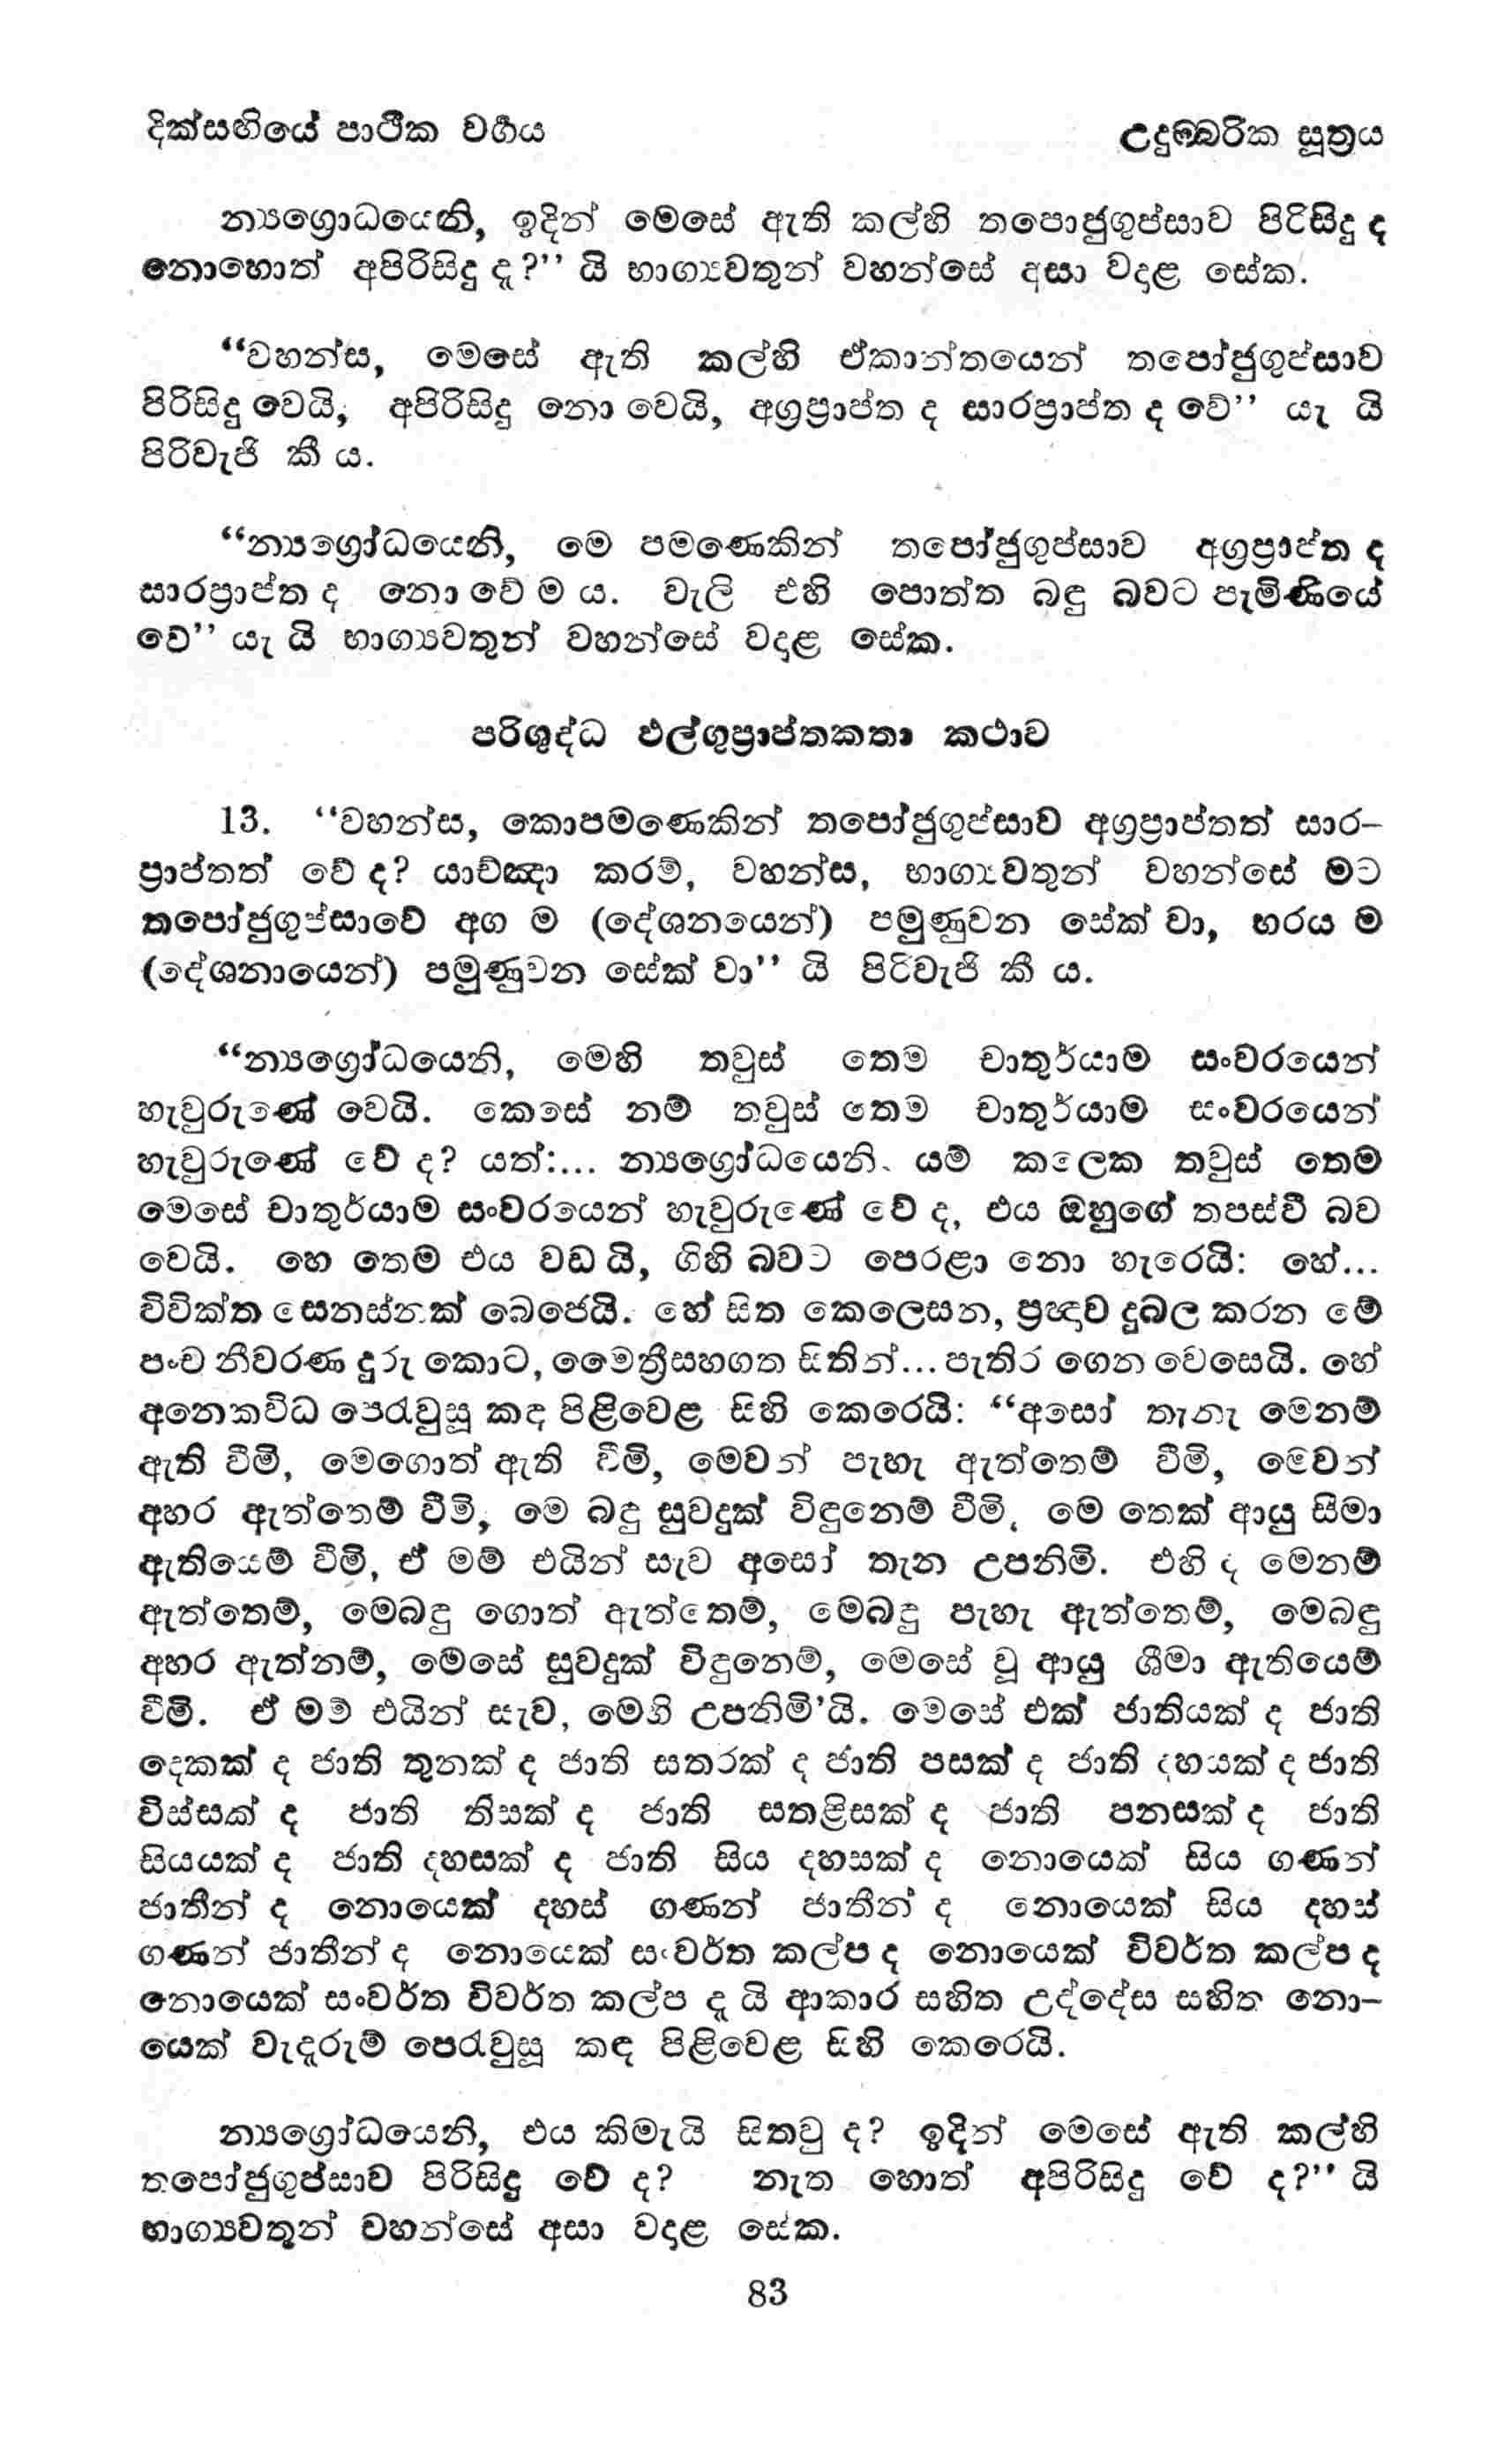 දික්සඟියේ පාථික වර්‍ගය
උදුම්බරික සූත්‍රය
න්‍යග්‍රොධයෙනි, ඉදින් මෙසේ ඇති කල්හි තපොජුගුප්සාව පිරිසිදු ද
නොහොත් අපිරිසිදු දැ?'' යි භාග්‍යවතුන් වහන්සේ අසා වදාළ සේක.
“වහන්ස, මෙසේ ඇති කල්හි ඒකාන්තයෙන් තපෝජුගුප්සාව
පිරිසිදු වෙයි, අපිරිසිදු නො වෙයි, අග්‍රප්‍රාප්ත ද සාරප්‍රාප්ත ද වේ'' යැ යි
පිරිවැජි කී ය.
“න්‍යග්‍රෝධයෙනි, මෙ පමණෙකින් තපෝජුගුප්සාව අග්‍රප්‍රාප්ත ද
සාරප්‍රාප්ත ද නො වේ ම ය. වැලි එහි පොත්ත බඳු බවට පැමිණියේ
වේ'' යැ යි භාග්‍යවතුන් වහන්සේ වදාළ සේක.
පරිශුද්ධ ඵල්ගුප්‍රාප්තකතා කථාව
13. “වහන්ස, කොපමණෙකින් තපෝජුගුප්සාව අග්‍රප්‍රාප්තත් සාර–
ප්‍රාප්තත් වේ ද? යාච්ඤා කරම්, වහන්ස, භාග්‍යවතුන් වහන්සේ මට
තපෝජුගුප්සාවේ අග ම (දේශනයෙන්) පමුණුවන සේක් වා, හරය ම
(දේශනායෙන්) පමුණුවන සේක් වා'' යි පිරිවැජි කී ය.
“න්‍යග්‍රෝධයෙනි, මෙහි තවුස් තෙම චාතුර්යාම සංවරයෙන්
හැවුරුණේ වෙයි. කෙසේ නම් තවුස් තෙම චාතුර්යාම සංවරයෙන්
හැවුරුණේ වේ ද? යත්:... න්‍යග්‍රෝධයෙනි, යම් කලෙක තවුස් තෙම
මෙසේ චාතුර්යාම සංවරයෙන් හැවුරුණේ වේ ද, එය ඔහුගේ තපස්වී බව
වෙයි. හෙ තෙම එය වඩ යි, ගිහි බවට පෙරළා නො හැරෙයි: හේ...
විවික්ත සෙනස්නක් බෙජෙයි. හේ සිත කෙලෙසන, ප්‍රඥාව දුබල කරන මේ
පංච නීවරණ දුරු කොට, මෛත්‍රීසහගත සිතින්... පැතිර ගෙන වෙසෙයි. හේ
අනෙකවිධ පෙරැවුසූ කඳ පිළිවෙළ සිහි කෙරෙයි: “අසෝ තැනැ මෙනම්
ඇති වීමි, මෙගොත් ඇති වීමි, මෙවන් පැහැ ඇත්තෙම් වීමි, මෙවන්
අහර ඇත්තෙම් වීමි, මෙ බඳු සුවදුක් විඳුනෙම් වීමි, මෙ තෙක් ආයු සීමා
ඇතියෙම් වීමි, ඒ මම් එයින් සැව අසෝ තැන උපනිමි. එහි ද මෙනම්
ඇත්තෙම්, මෙබඳු ගොත් ඇත්තෙම්, මෙබඳු පැහැ ඇත්තෙම්, මෙබඳු
අහර ඇත්නම්, මෙසේ සුවදුක් විඳුනෙම්, මෙසේ වූ ආයු ශීමා ඇතියෙම්
වීමි. ඒ මම් එයින් සැව, මෙහි උපනිමි’යි. මෙසේ එක් ජාතියක් ද ජාති
දෙකක් ද ජාති තුනක් ද ජාති සතරක් ද ජාති පසක් ද ජාති දහයක් ද ජාති
විස්සක් ද ජාති තිසක් ද ජාති සතළිසක් ද ජාති පනසක් ද ජාති
සියයක් ද ජාති දහසක් ද ජාති සිය දහසක් ද නොයෙක් සිය ගණන්
ජාතීන් ද නොයෙක් දහස් ගණන් ජාතීන් ද නොයෙක් සිය දහස්
ගණන් ජාතීන් ද නොයෙක් සංවර්ත කල්ප ද නොයෙක් විවර්ත කල්ප ද
නොයෙක් සංවර්ත විවර්ත කල්ප දැ යි ආකාර සහිත උද්දේස සහිත නො–
යෙක් වැදෑරුම් පෙරැවුසූ කඳ පිළිවෙළ සිහි කෙරෙයි.
න්‍යග්‍රෝධයෙනි, එය කිමැයි සිතවු ද? ඉදින් මෙසේ ඇති කල්හි
තපෝජුගුප්සාව පිරිසිදු වේ ද? නැත හොත් අපිරිසිදු වේ ද?'' යි
භාග්‍යවතූන් වහන්සේ අසා වදාළ සේක.
83